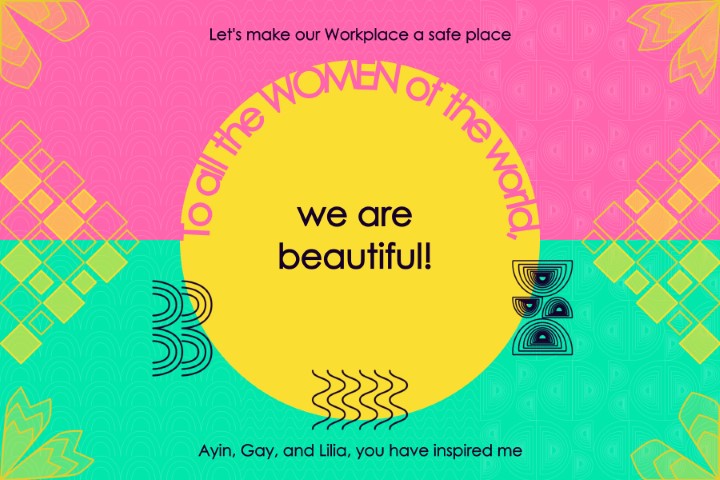 Let's make our Workplace a safe place
To all the WOMEN of the world,
we are
beautiful!
Ayin, Gay, and Lilia, you have inspired me